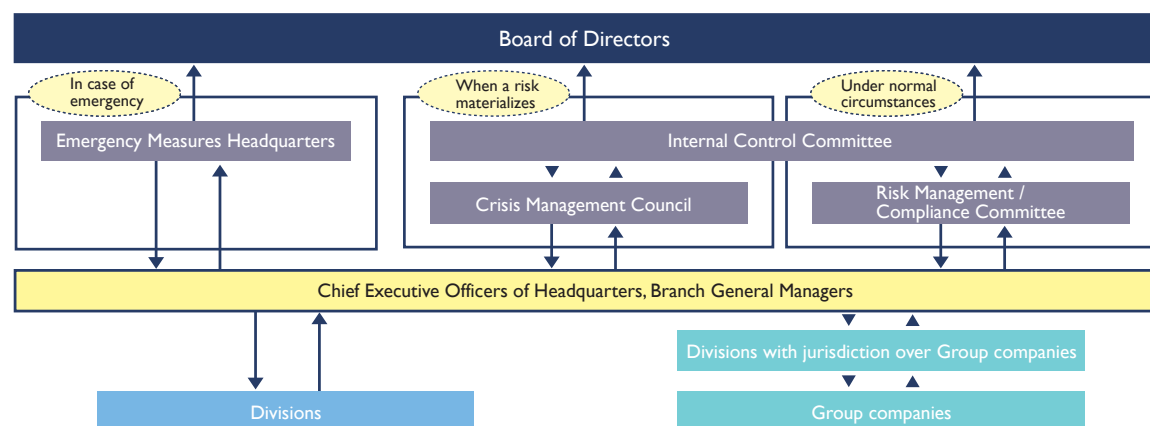 Board of Directors
In case of
emergency
When a risk
materializes
Under normal
circumstances
Emergency Measures Headquarters
Internal Control Committee
Crisis Management Council
Risk Management /
Compliance Committee
Chief Executive Officers of Headquarters, Branch General Managers
Divisions with jurisdiction over Group companies
Divisions
Group companies